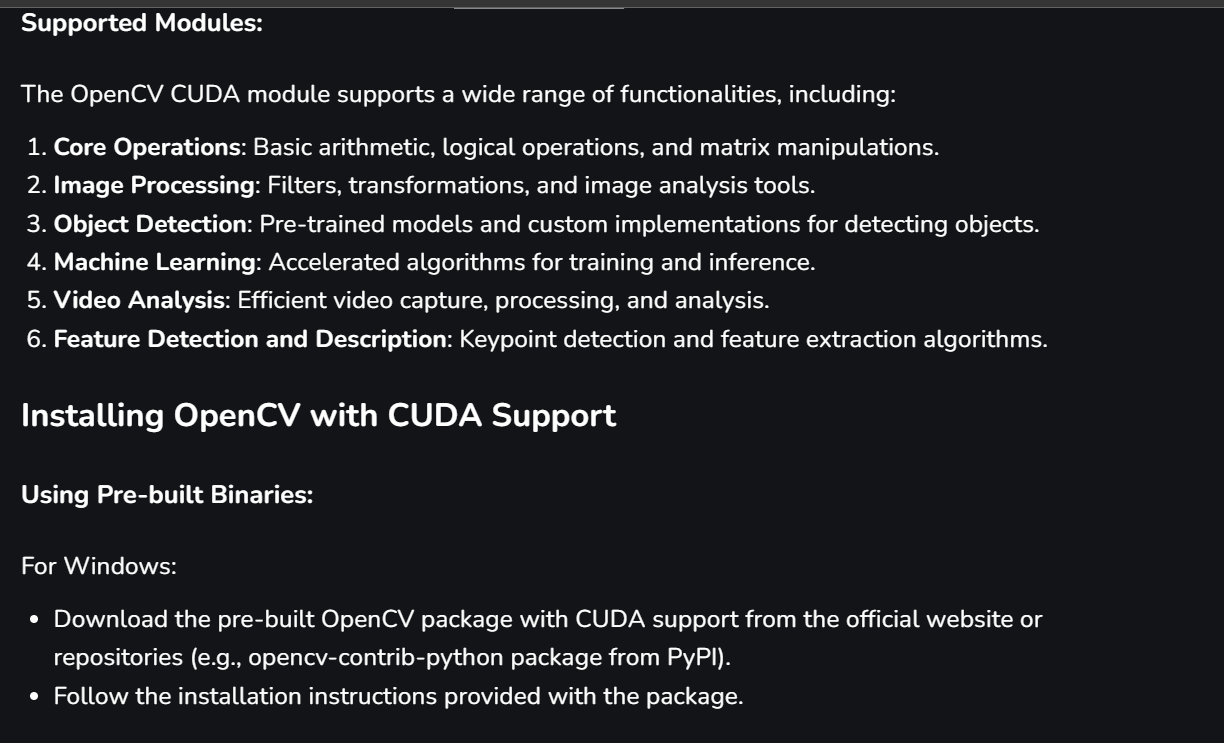 Supported Modules:
The OpenCV CUDA module supports a wide range of functionalities, including:
1. Core Operations: Basic arithmetic, logical operations, and matrix manipulations.
2. Image Processing: Filters, transformations, and image analysis tools.
3. Object Detection: Pre-trained models and custom implementations for detecting objects.
4. Machine Learning: Accelerated algorithms for training and inference.
5. Video Analysis: Efficient video capture, processing, and analysis.
6. Feature Detection and Description: Keypoint detection and feature extraction algorithms.
Installing OpenCV with CUDA Support
Using Pre-built Binaries:
For Windows:
• Download the pre-built OpenCV package with CUDA support from the official website or
repositories (e.g., opencv-contrib-python package from PyPI).
• Follow the installation instructions provided with the package.